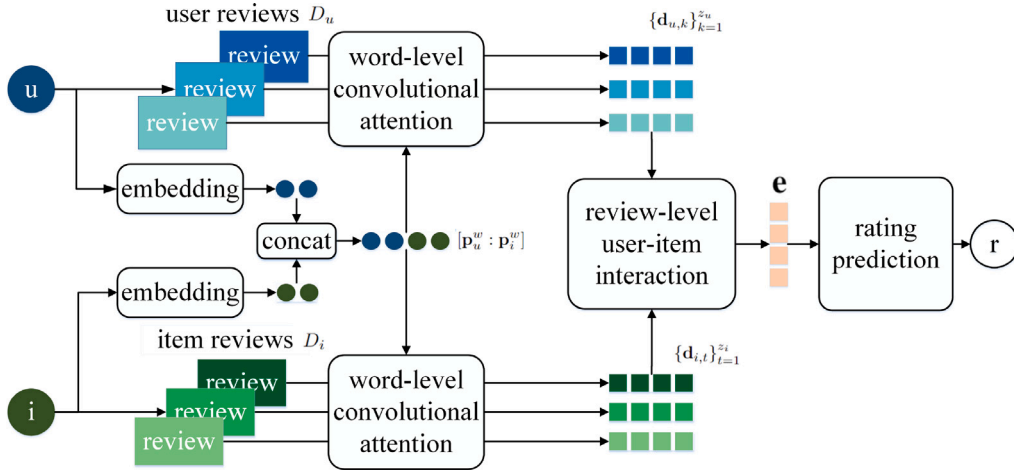 user reviews D_u
{d_{u,k}}_{k=1}^{z_u}
review
review
review
u
word-level
convolutional
attention
embedding
concat
[p_u^w : p_i^w]
embedding
review-level
user-item
interaction
e
rating
prediction
r
item reviews D_i
{d_{i,t}}_{t=1}^{z_i}
review
review
review
i
word-level
convolutional
attention